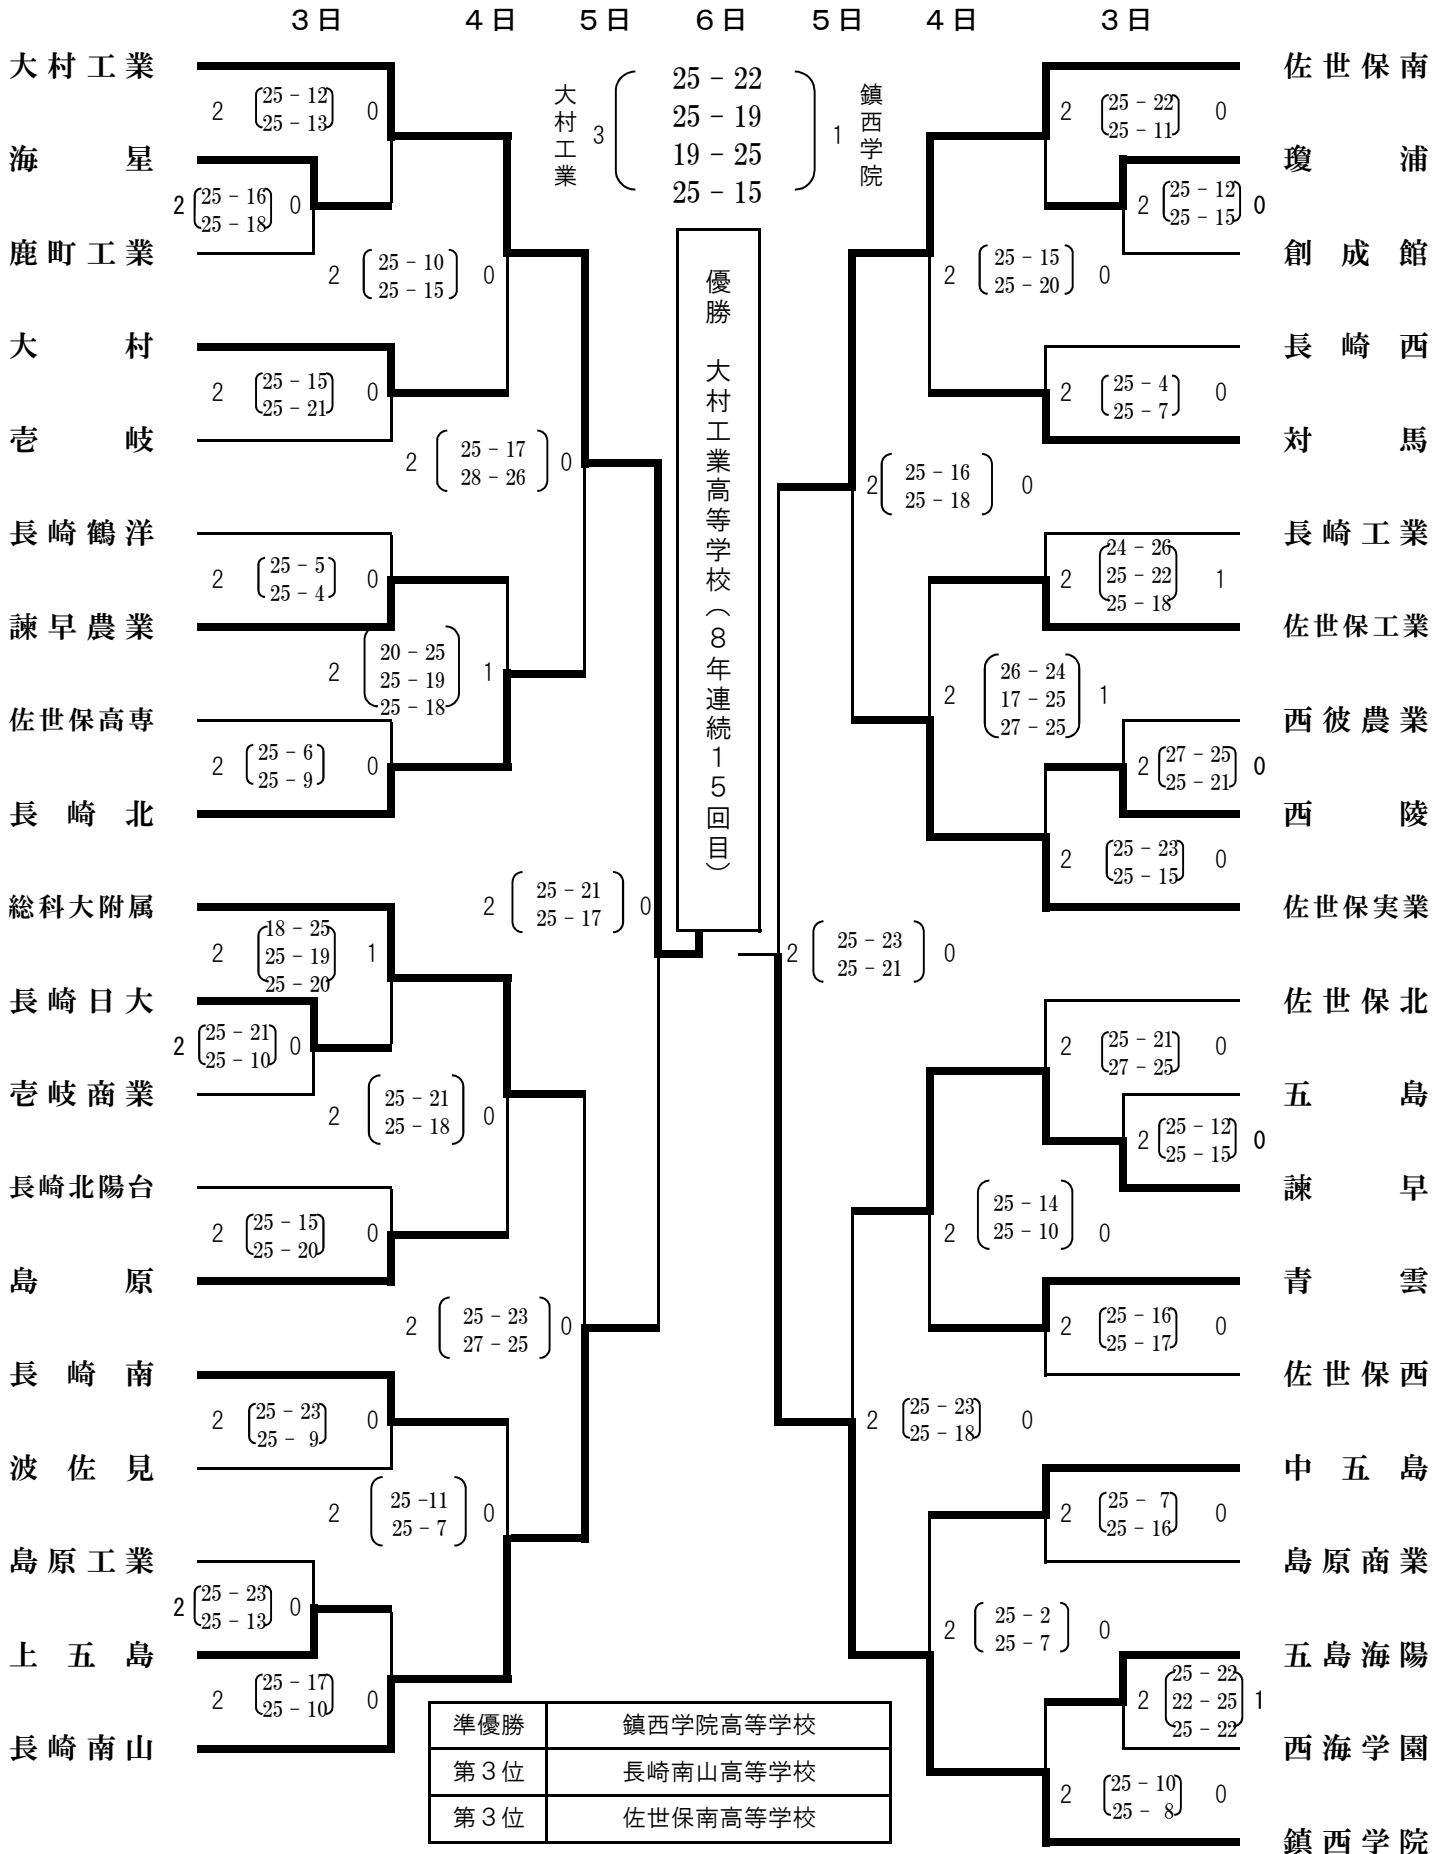 3日 4日 5日 6日 5日 4日 3日
大村工業
2 25－12 0
25－13
海星
2 25－16 0
25－18
鹿町工業
2 25－10 0
25－15
大村
2 25－15 0
25－21
壱岐
2 25－17 0
28－26
長崎鶴洋
2 25－5 0
25－4
諫早農業
2 20－25 1
25－19
25－18
佐世保高専
2 25－6 0
25－9
長崎北
2 25－21 0
25－17
総科大附属
2 18－25 1
25－19
25－20
長崎日大
2 25－21 0
25－10
壱岐商業
2 25－21 0
25－18
長崎北陽台
2 25－15 0
25－20
島原
2 25－23 0
27－25
長崎南
2 25－23 0
25－9
波佐見
2 25－11 0
25－7
島原工業
2 25－23 0
25－13
上五島
2 25－17 0
25－10
長崎南山
大村工業 3 25－22 1 鎮西学院
25－19
19－25
25－15
優勝 大村工業高等学校（8年連続15回目）
佐世保南
2 25－22 0
25－11
瓊浦
2 25－12 0
25－15
創成館
2 25－15 0
25－20
長崎西
2 25－4 0
25－7
対馬
2 25－16 0
25－18
長崎工業
2 24－26 1
25－22
25－18
佐世保工業
2 26－24 1
17－25
27－25
西彼農業
2 27－25 0
25－21
西陵
2 25－23 0
25－15
佐世保実業
2 25－23 0
25－21
佐世保北
2 25－21 0
27－25
五島
2 25－12 0
25－15
諫早
2 25－14 0
25－10
青雲
2 25－16 0
25－17
佐世保西
2 25－23 0
25－18
中五島
2 25－7 0
25－16
島原商業
2 25－2 0
25－7
五島海陽
2 25－22 1
22－25
25－22
西海学園
2 25－10 0
25－8
鎮西学院
準優勝 鎮西学院高等学校
第3位 長崎南山高等学校
第3位 佐世保南高等学校